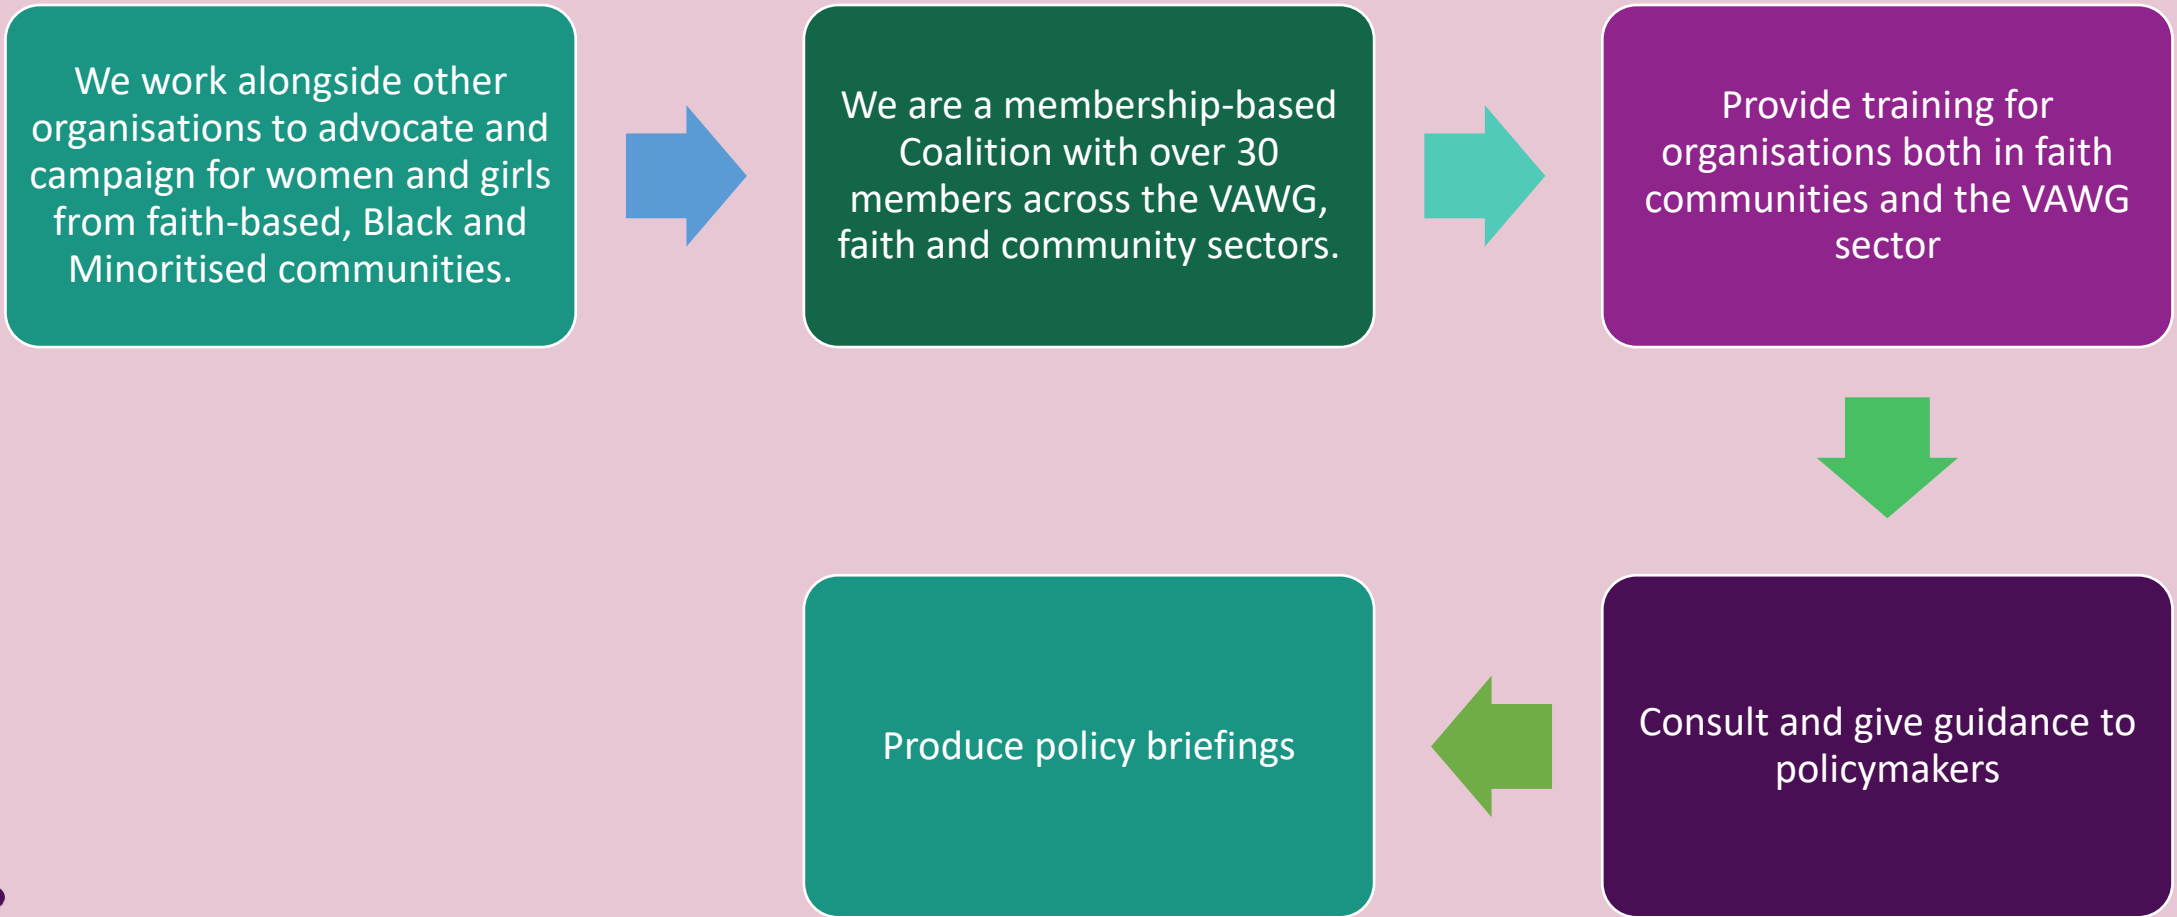 We work alongside other
organisations to advocate and
campaign for women and girls
from faith-based, Black and
Minoritised communities.
We are a membership-based
Coalition with over 30
members across the VAWG,
faith and community sectors.
Provide training for
organisations both in faith
communities and the VAWG
sector
Consult and give guidance to
policymakers
Produce policy briefings